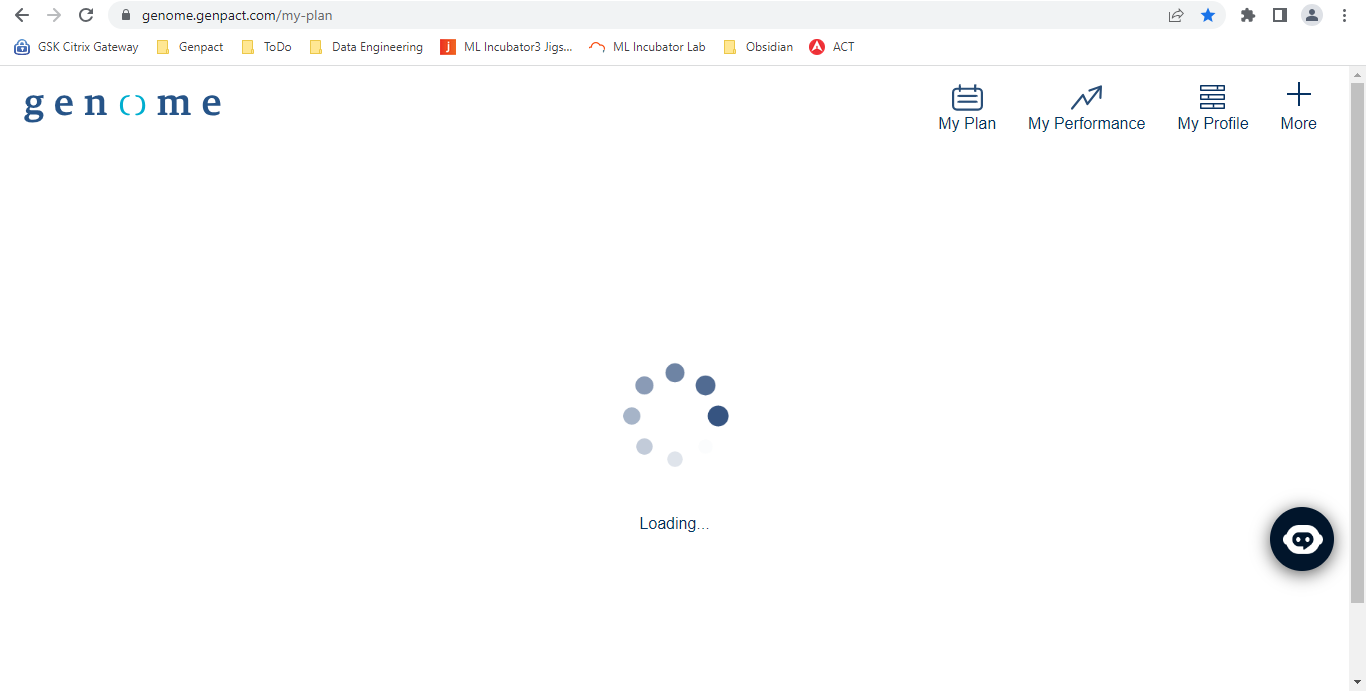 genome.genpact.com/my-plan
GSK Citrix Gateway Genpact ToDo Data Engineering ML Incubator3 Jigs... ML Incubator Lab Obsidian ACT
genome
My Plan My Performance My Profile More
Loading...